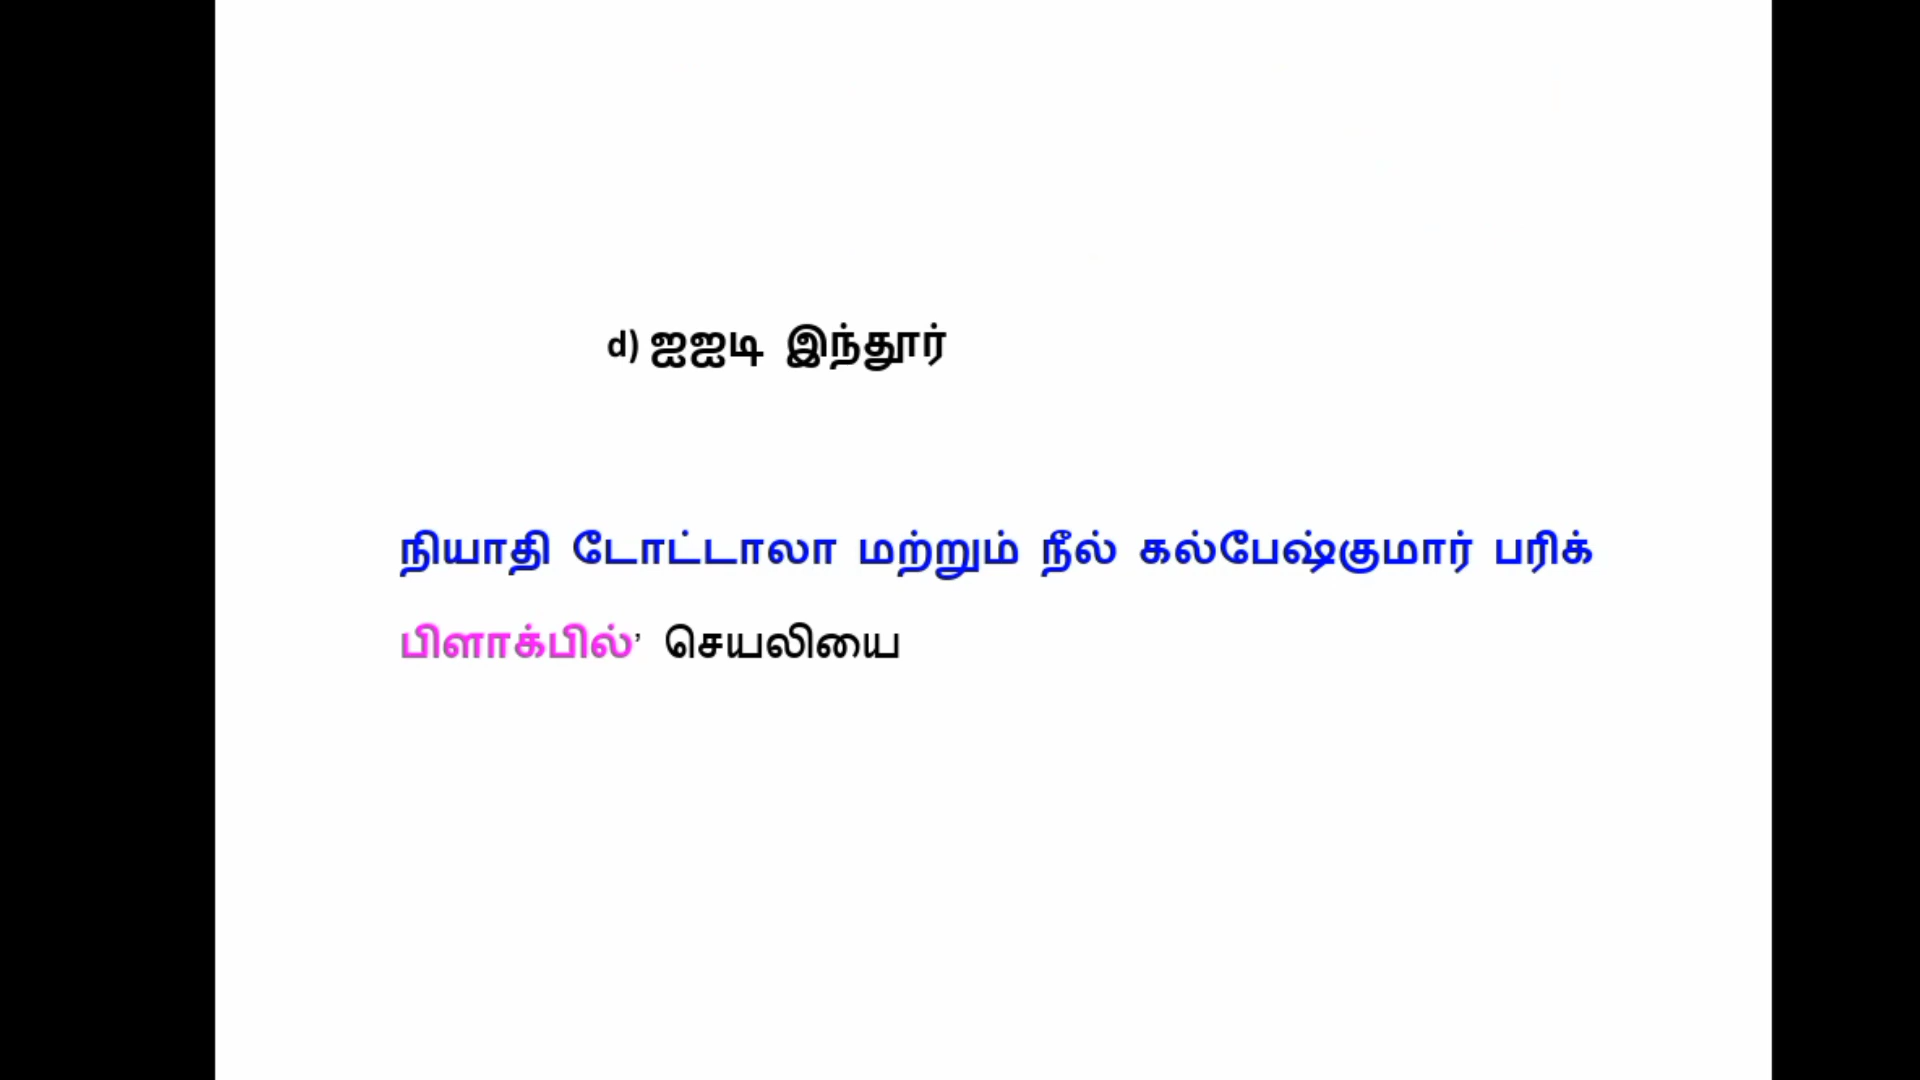 d) ஐஐடி இந்தூர்
நியாதி டோட்டாலா மற்றும் நீல் கல்பேஷ்குமார் பரிக்
பிளாக்பில்’ செயலியை